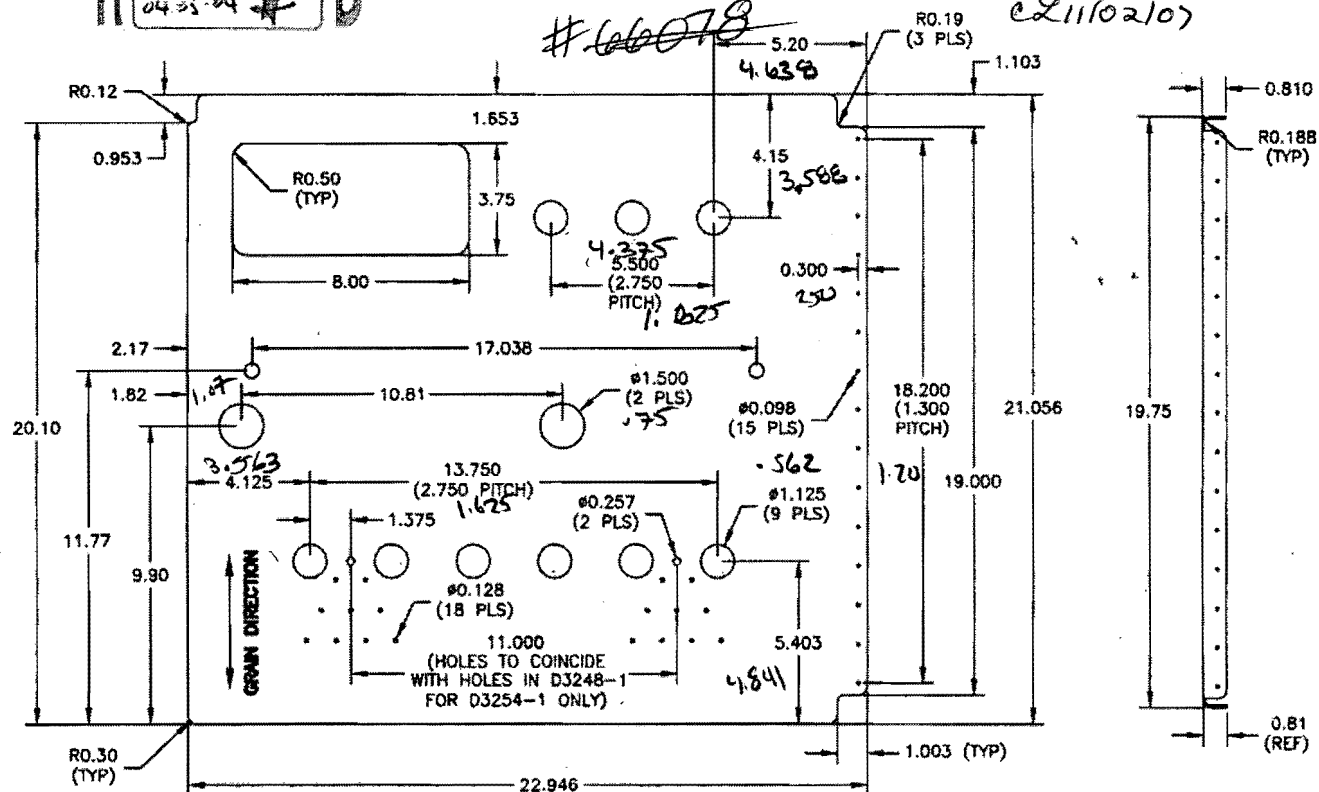 04-35-04
#66078
CL11/02/07
R0.19
(3 PLS)
5.20
4.638
1.103
R0.12
0.810
1.653
0.953
4.15
3.588
R0.188
(TYP)
R0.50
(TYP)
3.75
4.375
5.500
(2.750
PITCH)
8.00
0.300
250
2.17
17.038
1.82
1.07
10.81
ø1.500
(2 PLS)
.75
ø0.098
(15 PLS)
18.200
(1.300
PITCH)
21.056
20.10
19.75
3.563
4.125
13.750
(2.750 PITCH)
1.625
.562
1.20
19.000
1.375
ø0.257
(2 PLS)
ø1.125
(9 PLS)
11.77
9.90
GRAIN DIRECTION
ø0.128
(18 PLS)
11.000
(HOLES TO COINCIDE
WITH HOLES IN D3248-1
FOR D3254-1 ONLY)
5.403
4.841
R0.30
(TYP)
1.003 (TYP)
0.81
(REF)
22.946